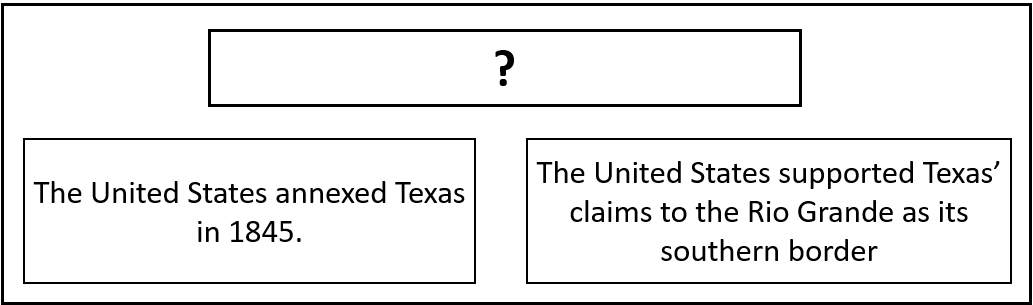 ?
The United States annexed Texas
in 1845.
The United States supported Texas’
claims to the Rio Grande as its
southern border